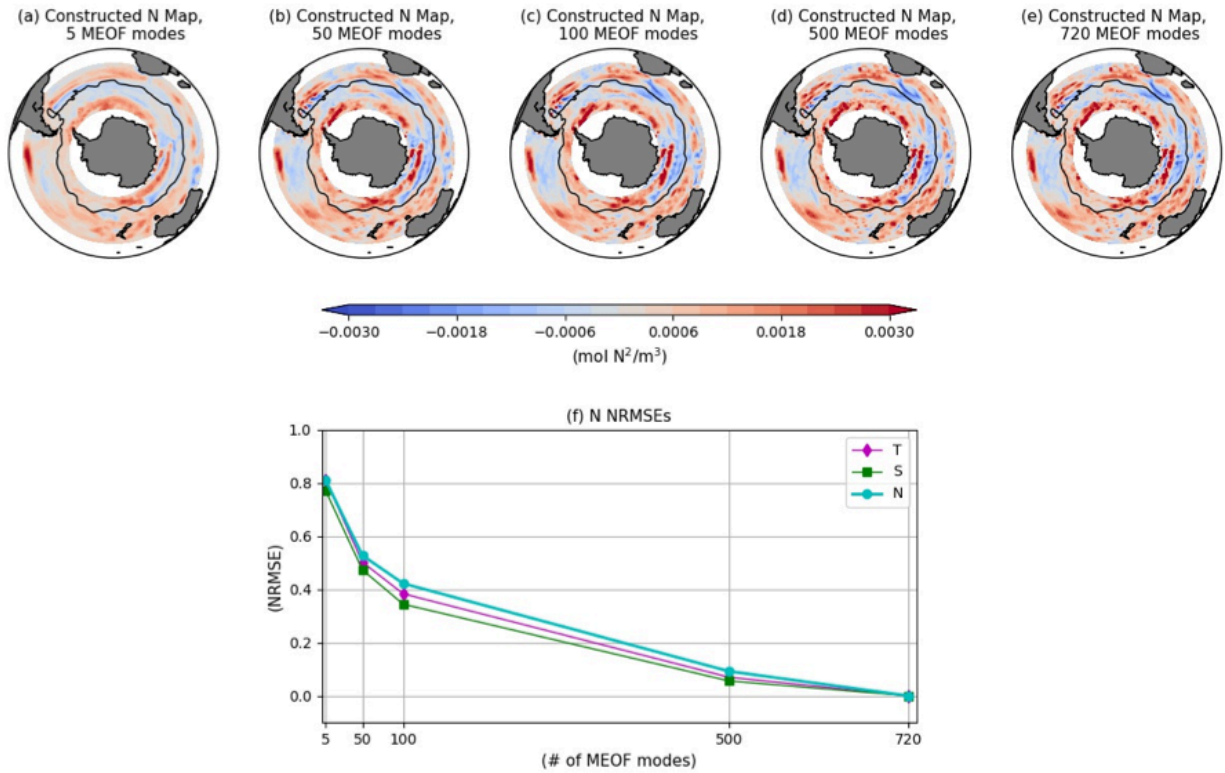 (a) Constructed N Map,
5 MEOF modes
(b) Constructed N Map,
50 MEOF modes
(c) Constructed N Map,
100 MEOF modes
(d) Constructed N Map,
500 MEOF modes
(e) Constructed N Map,
720 MEOF modes
−0.0030 −0.0018 −0.0006 0.0006 0.0018 0.0030
(mol N²/m³)
(f) N NRMSEs
1.0
0.8
0.6
0.4
0.2
0.0
(NRMSE)
T
S
N
5 50 100 500 720
(# of MEOF modes)